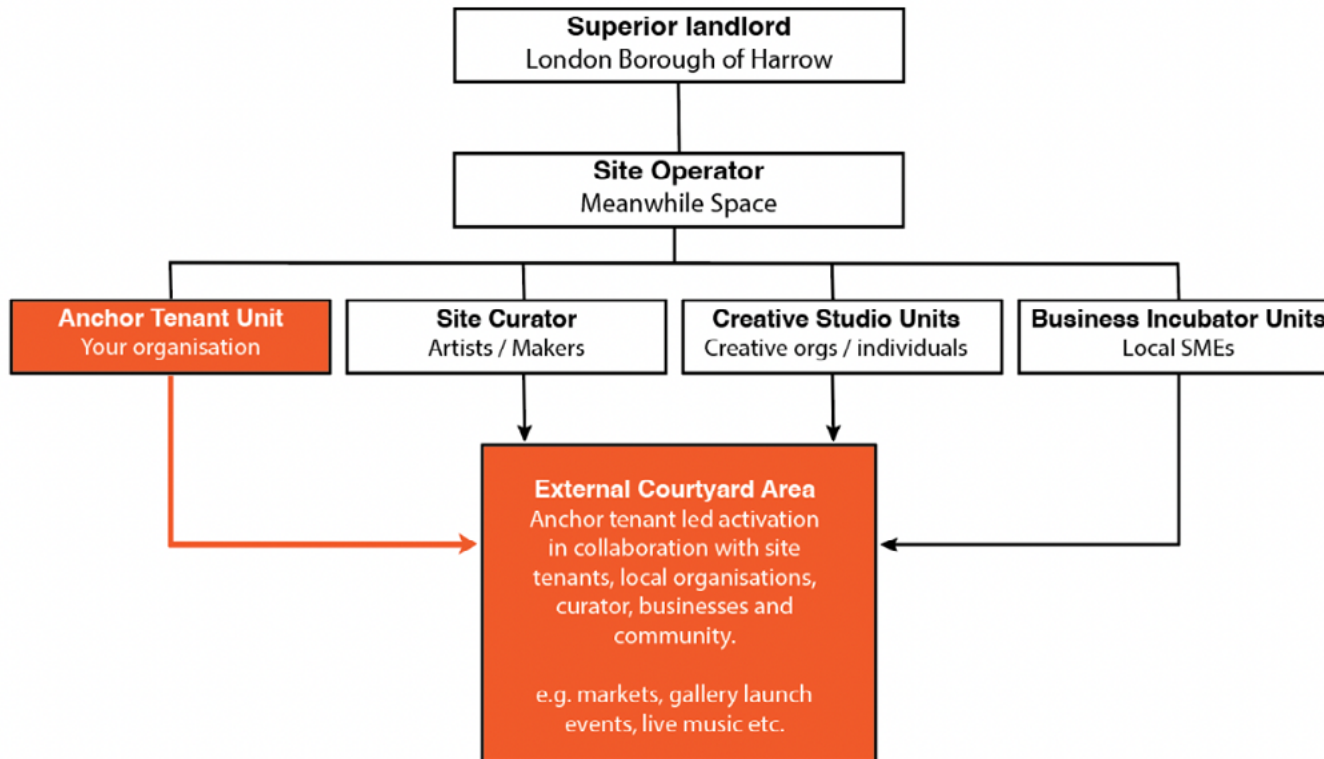 Superior landlord
London Borough of Harrow
Site Operator
Meanwhile Space
Anchor Tenant Unit
Your organisation
Site Curator
Artists / Makers
Creative Studio Units
Creative orgs / individuals
Business Incubator Units
Local SMEs
External Courtyard Area
Anchor tenant led activation
in collaboration with site
tenants, local organisations,
curator, businesses and
community.
e.g. markets, gallery launch
events, live music etc.